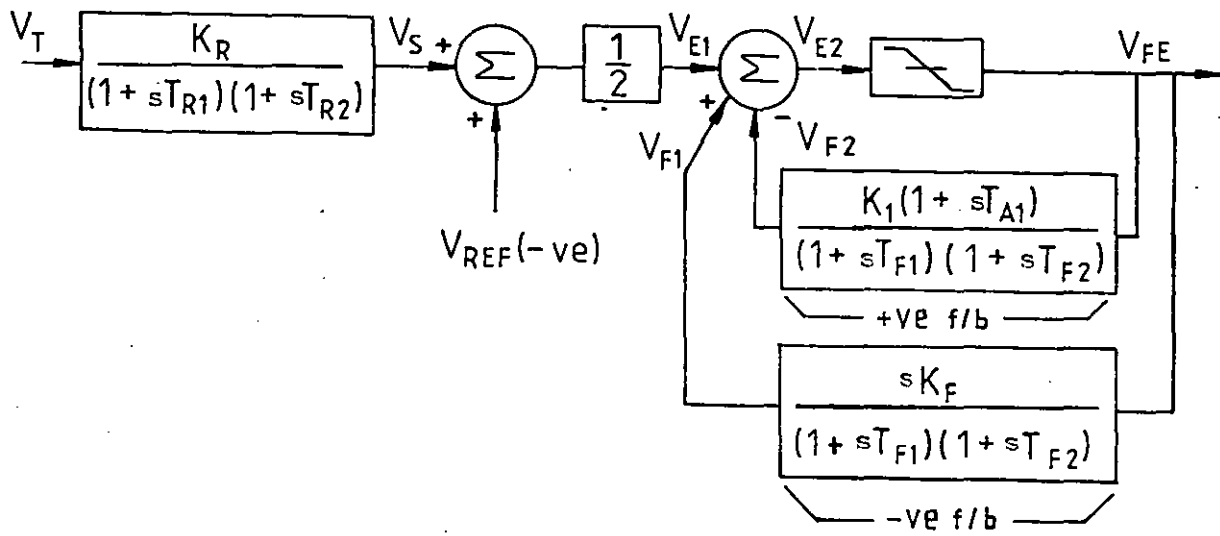 V_T
K_R
(1 + sT_R1)(1 + sT_R2)
V_S
+
Σ
+
V_REF(-ve)
1
2
V_E1
Σ
+
-
V_E2
V_FE
V_F1
V_F2
K_1(1 + sT_A1)
(1 + sT_F1)(1 + sT_F2)
+ve f/b
sK_F
(1 + sT_F1)(1 + sT_F2)
-ve f/b